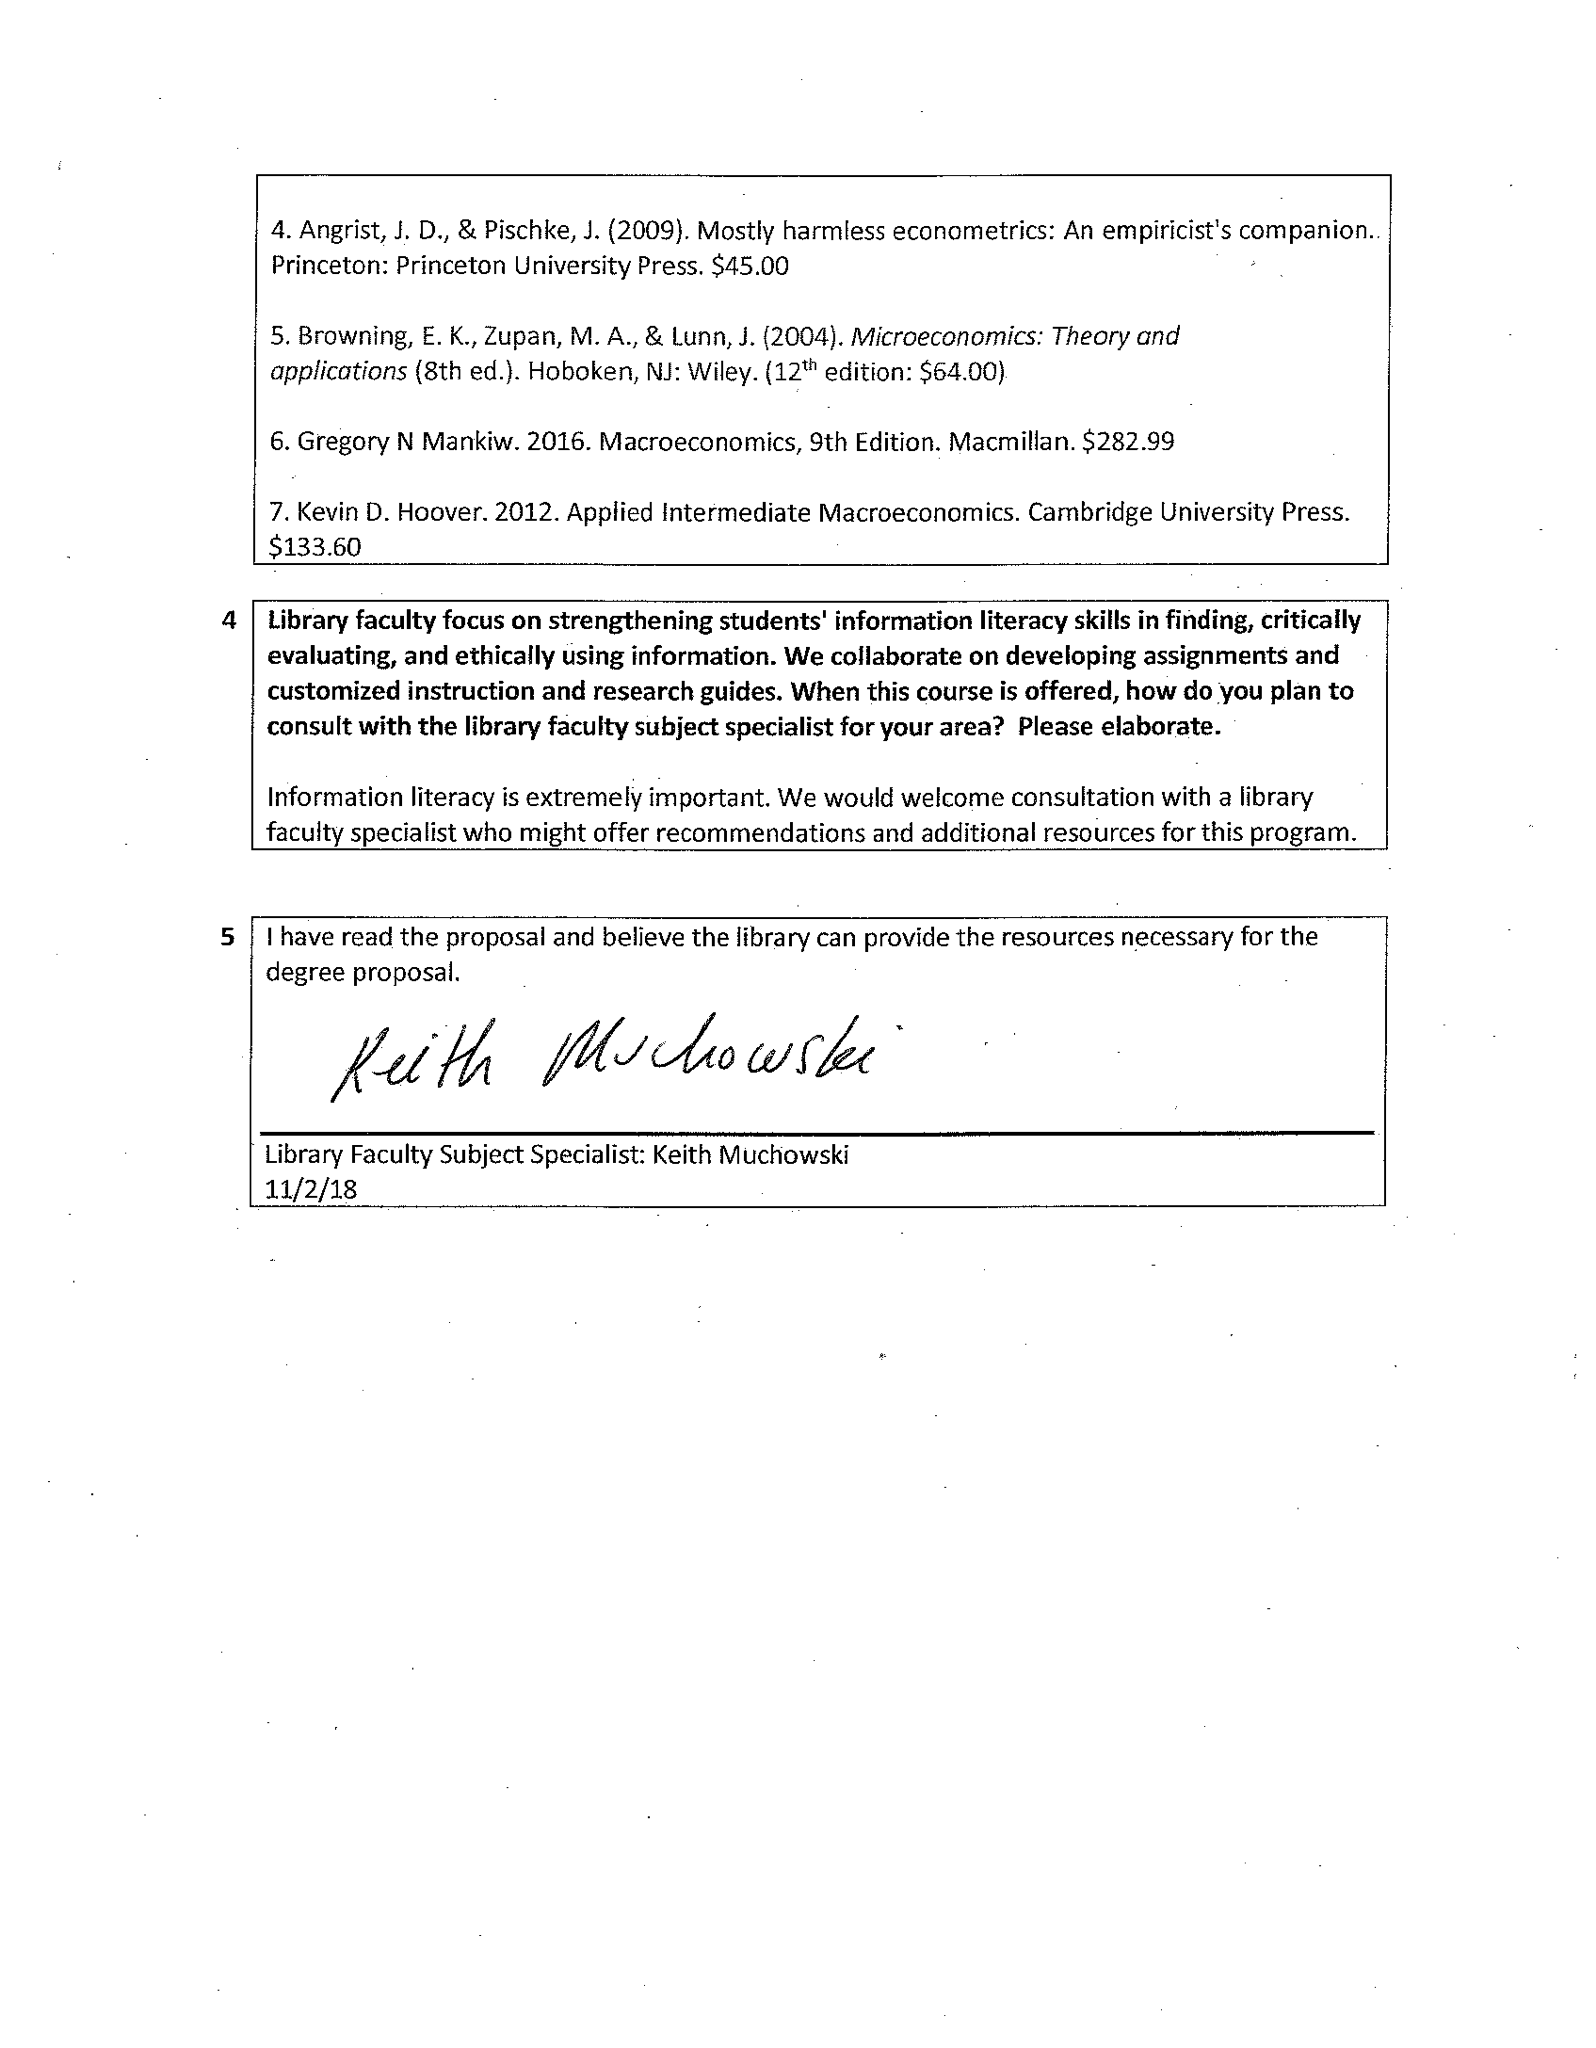 4. Angrist, J. D., & Pischke, J. (2009). Mostly harmless econometrics: An empiricist's companion..
Princeton: Princeton University Press. $45.00
5. Browning, E. K., Zupan, M. A., & Lunn, J. (2004). Microeconomics: Theory and
applications (8th ed.). Hoboken, NJ: Wiley. (12th edition: $64.00)
6. Gregory N Mankiw. 2016. Macroeconomics, 9th Edition. Macmillan. $282.99
7. Kevin D. Hoover. 2012. Applied Intermediate Macroeconomics. Cambridge University Press.
$133.60
4 Library faculty focus on strengthening students' information literacy skills in finding, critically
evaluating, and ethically using information. We collaborate on developing assignments and
customized instruction and research guides. When this course is offered, how do you plan to
consult with the library faculty subject specialist for your area? Please elaborate.
Information literacy is extremely important. We would welcome consultation with a library
faculty specialist who might offer recommendations and additional resources for this program.
5 I have read the proposal and believe the library can provide the resources necessary for the
degree proposal.
Keith Muchowski
Library Faculty Subject Specialist: Keith Muchowski
11/2/18